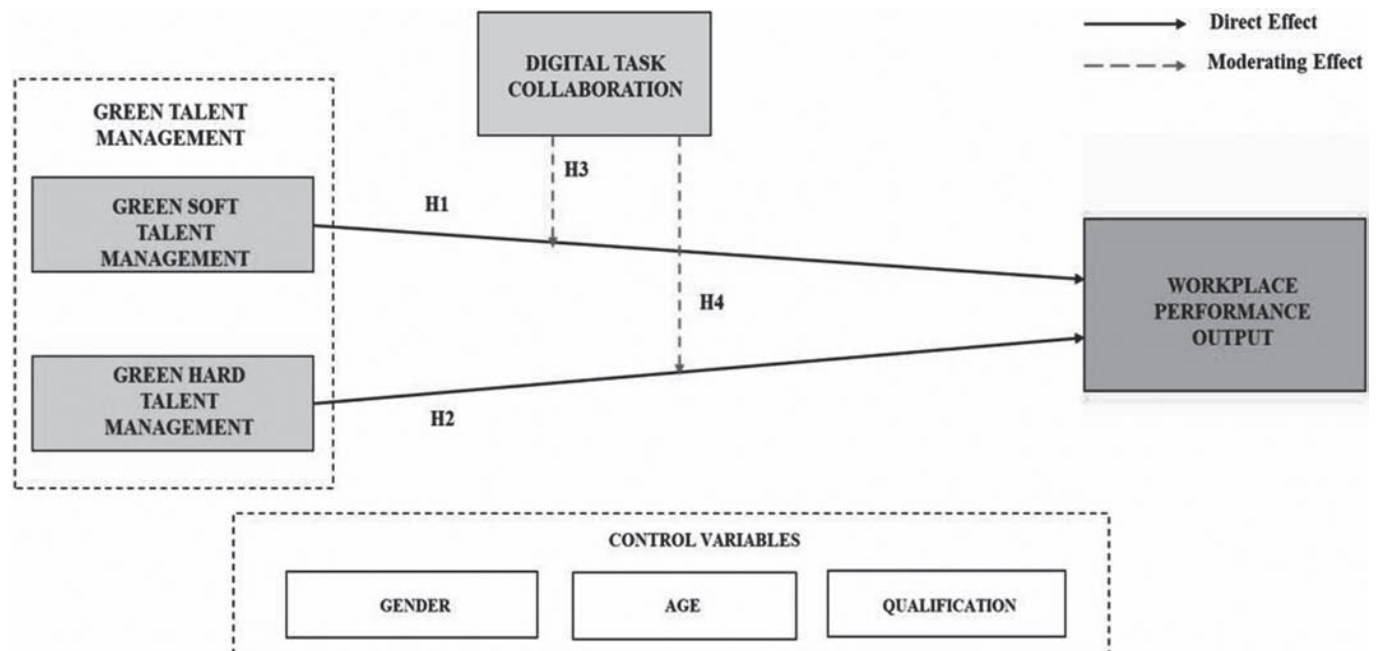 DIGITAL TASK
COLLABORATION
Direct Effect
Moderating Effect
GREEN TALENT
MANAGEMENT
GREEN SOFT
TALENT
MANAGEMENT
H1
H3
H4
WORKPLACE
PERFORMANCE
OUTPUT
GREEN HARD
TALENT
MANAGEMENT
H2
CONTROL VARIABLES
GENDER
AGE
QUALIFICATION